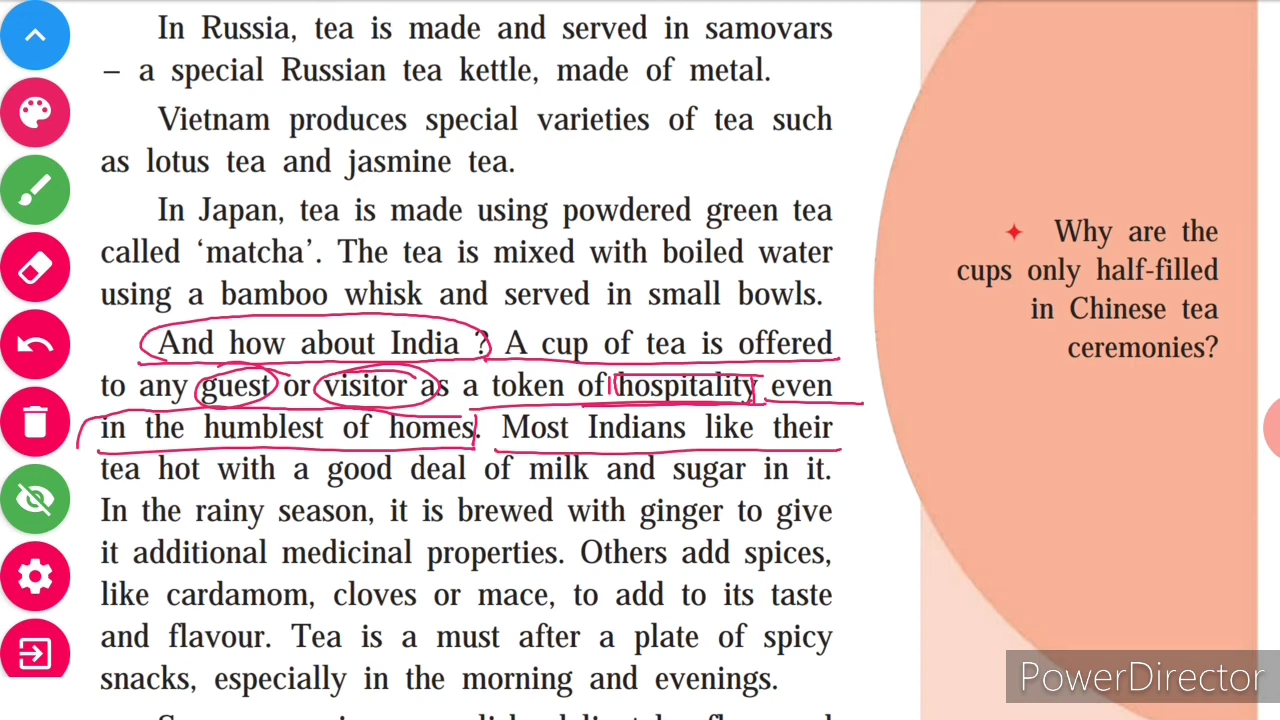 In Russia, tea is made and served in samovars
– a special Russian tea kettle, made of metal.
Vietnam produces special varieties of tea such
as lotus tea and jasmine tea.
In Japan, tea is made using powdered green tea
called ‘matcha’. The tea is mixed with boiled water
using a bamboo whisk and served in small bowls.
And how about India ? A cup of tea is offered
to any guest or visitor as a token of hospitality even
in the humblest of homes. Most Indians like their
tea hot with a good deal of milk and sugar in it.
In the rainy season, it is brewed with ginger to give
it additional medicinal properties. Others add spices,
like cardamom, cloves or mace, to add to its taste
and flavour. Tea is a must after a plate of spicy
snacks, especially in the morning and evenings.
✦ Why are the
cups only half-filled
in Chinese tea
ceremonies?
PowerDirector